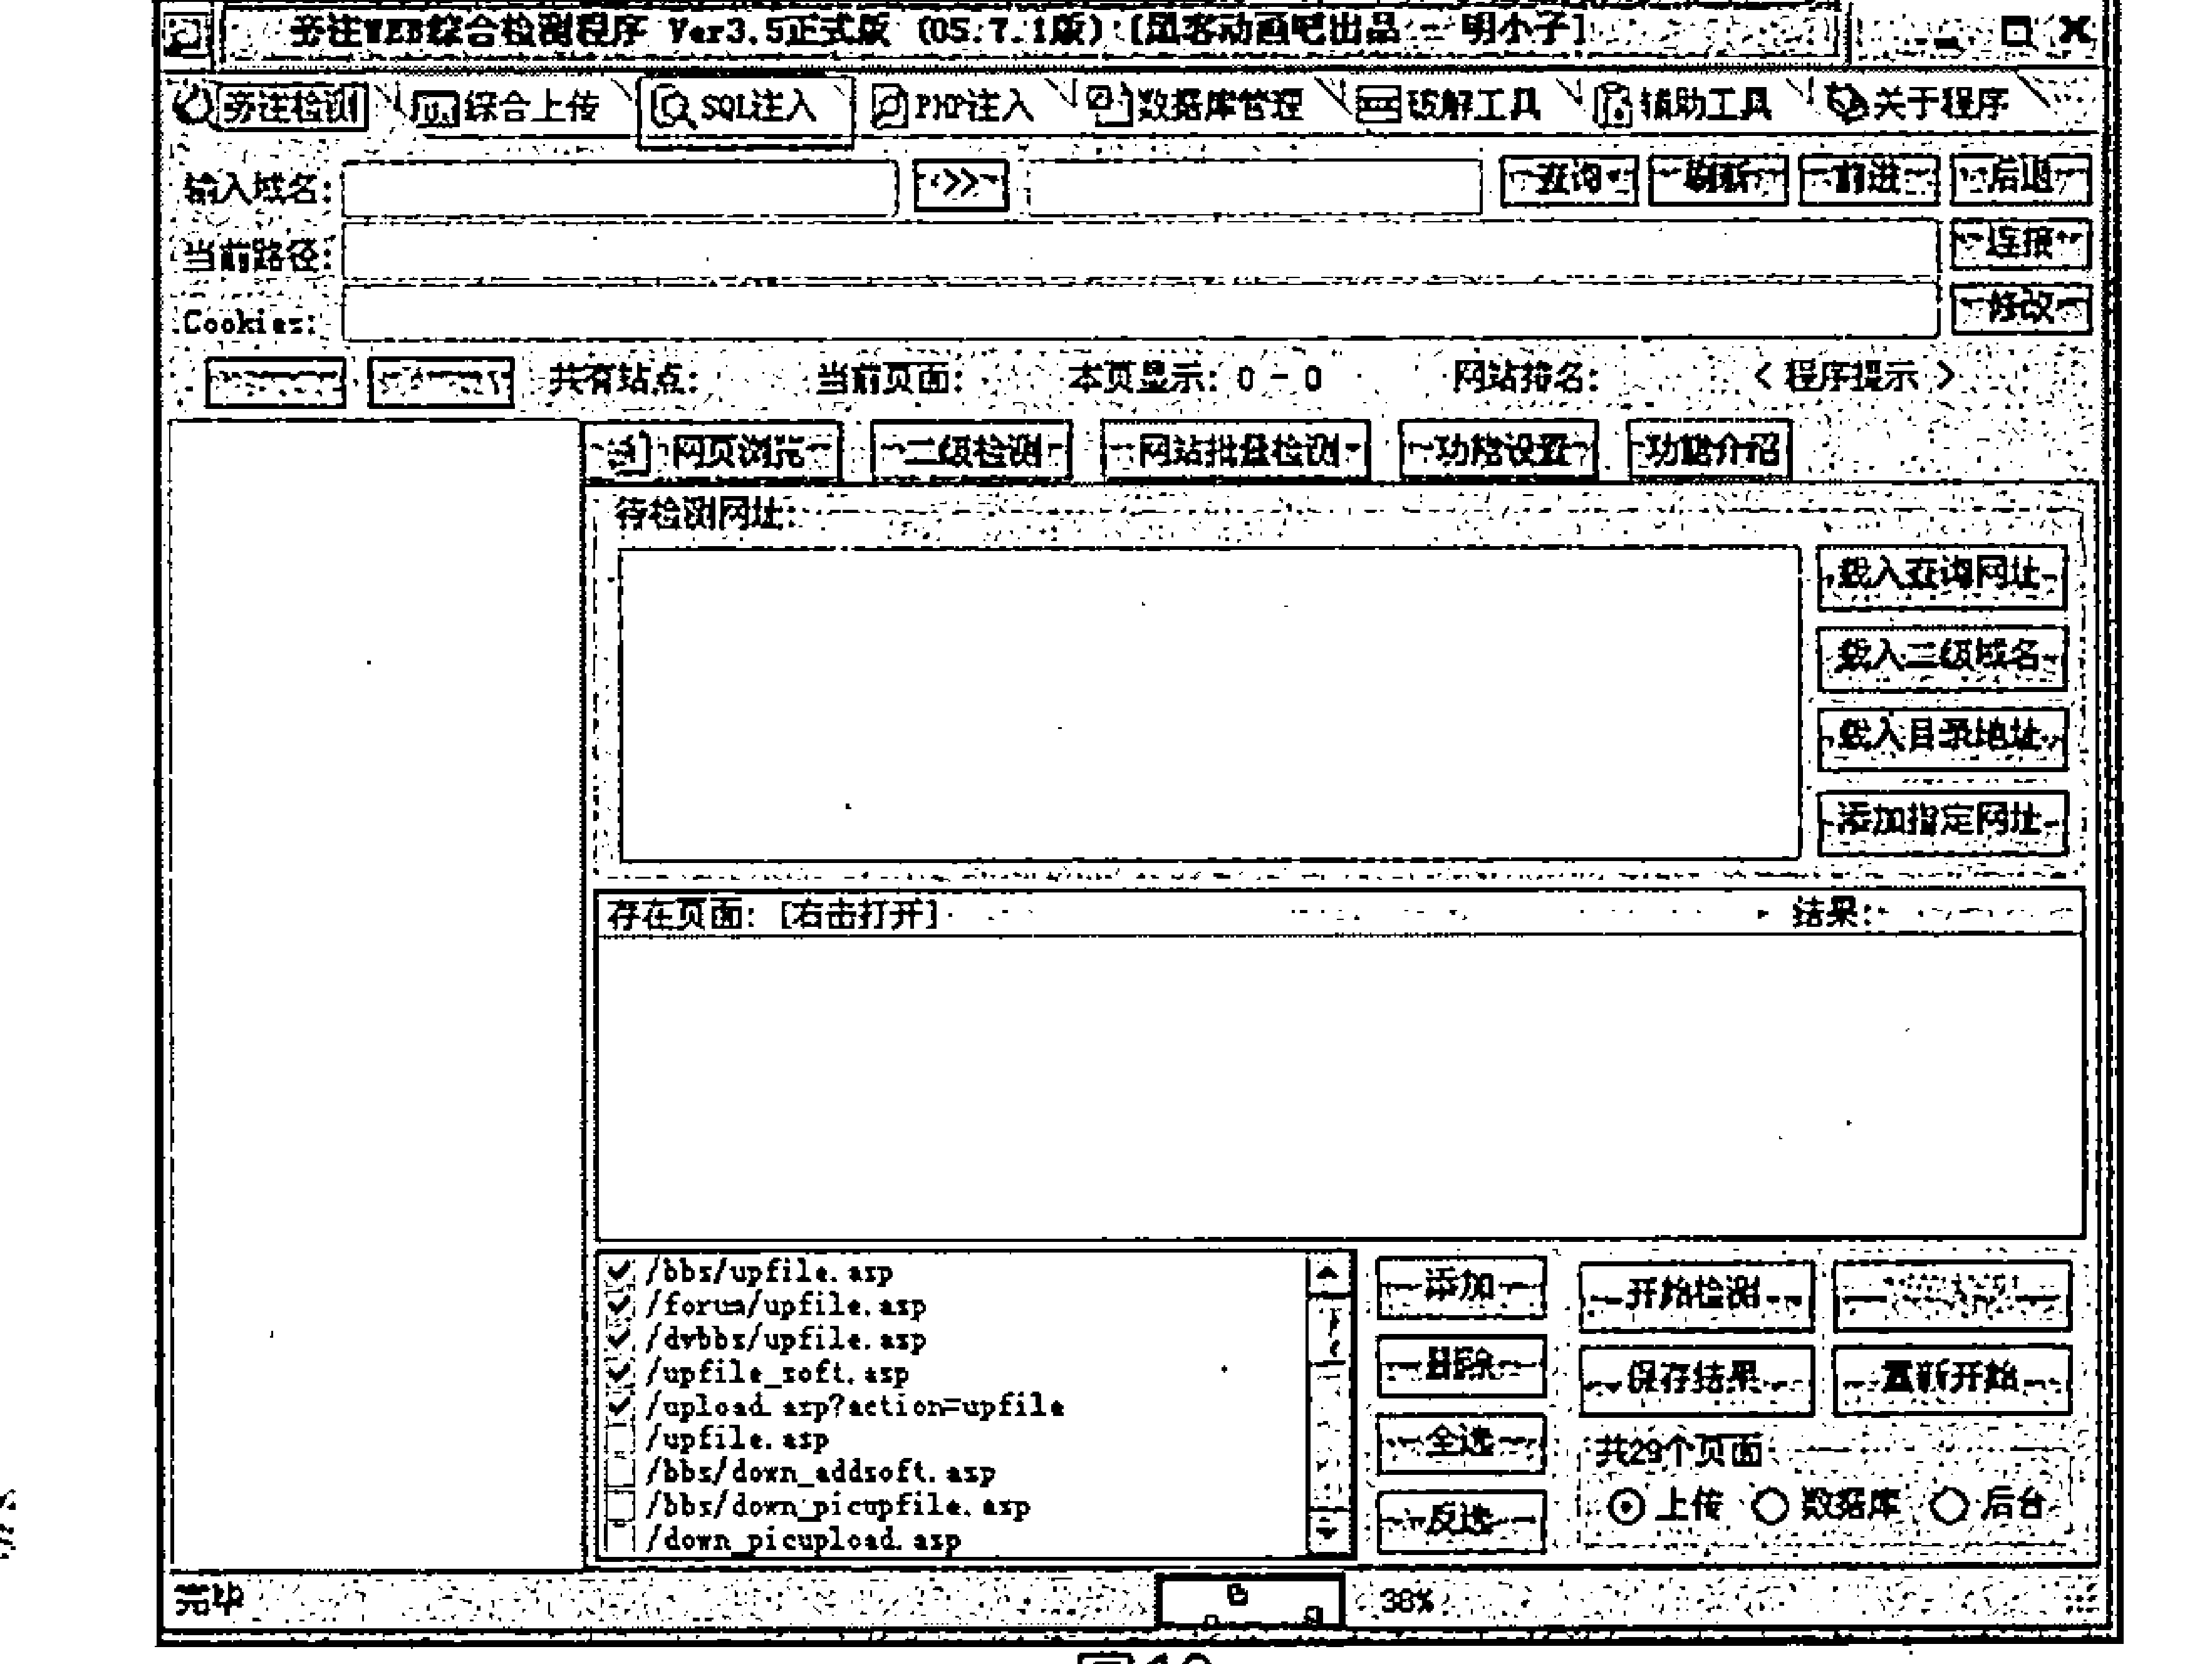 旁注WEB综合检测程序 Ver3.5正式版 (05.7.1版) [黑客动画吧出品 - 明小子]
旁注检测 综合上传 SQL注入 PHP注入 数据库管理 破解工具 辅助工具 关于程序
输入域名: >> 查询 刷新 前进 后退
当前路径: 连接
Cookies: 修改
共有站点: 当前页面: 本页显示: 0 - 0 网站排名: < 程序提示 >
网页浏览 二级检测 网站批量检测 功能设置 功能介绍
待检测网址:
载入查询网址
载入二级域名
载入目录地址
添加指定网址
存在页面: [右击打开] 结果:
/bbs/upfile.asp
/forum/upfile.asp
/dvbbs/upfile.asp
/upfile_soft.asp
/upload.asp?action=upfile
/upfile.asp
/bbs/down_addsoft.asp
/bbs/down_picupfile.asp
/down_picupload.asp
添加
删除
全选
反选
开始检测
保存结果 重新开始
共29个页面
上传 数据库 后台
完毕 38%